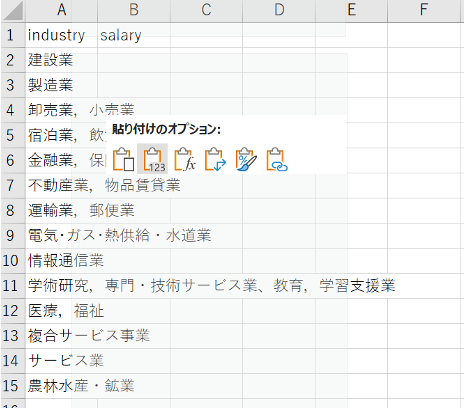 A B C D E F
1 industry salary
2 建設業
3 製造業
4 卸売業，小売業
貼り付けのオプション:
5 宿泊業，飲
123 fx %
6 金融業，保
7 不動産業，物品賃貸業
8 運輸業，郵便業
9 電気・ガス・熱供給・水道業
10 情報通信業
11 学術研究，専門・技術サービス業、教育，学習支援業
12 医療，福祉
13 複合サービス事業
14 サービス業
15 農林水産・鉱業